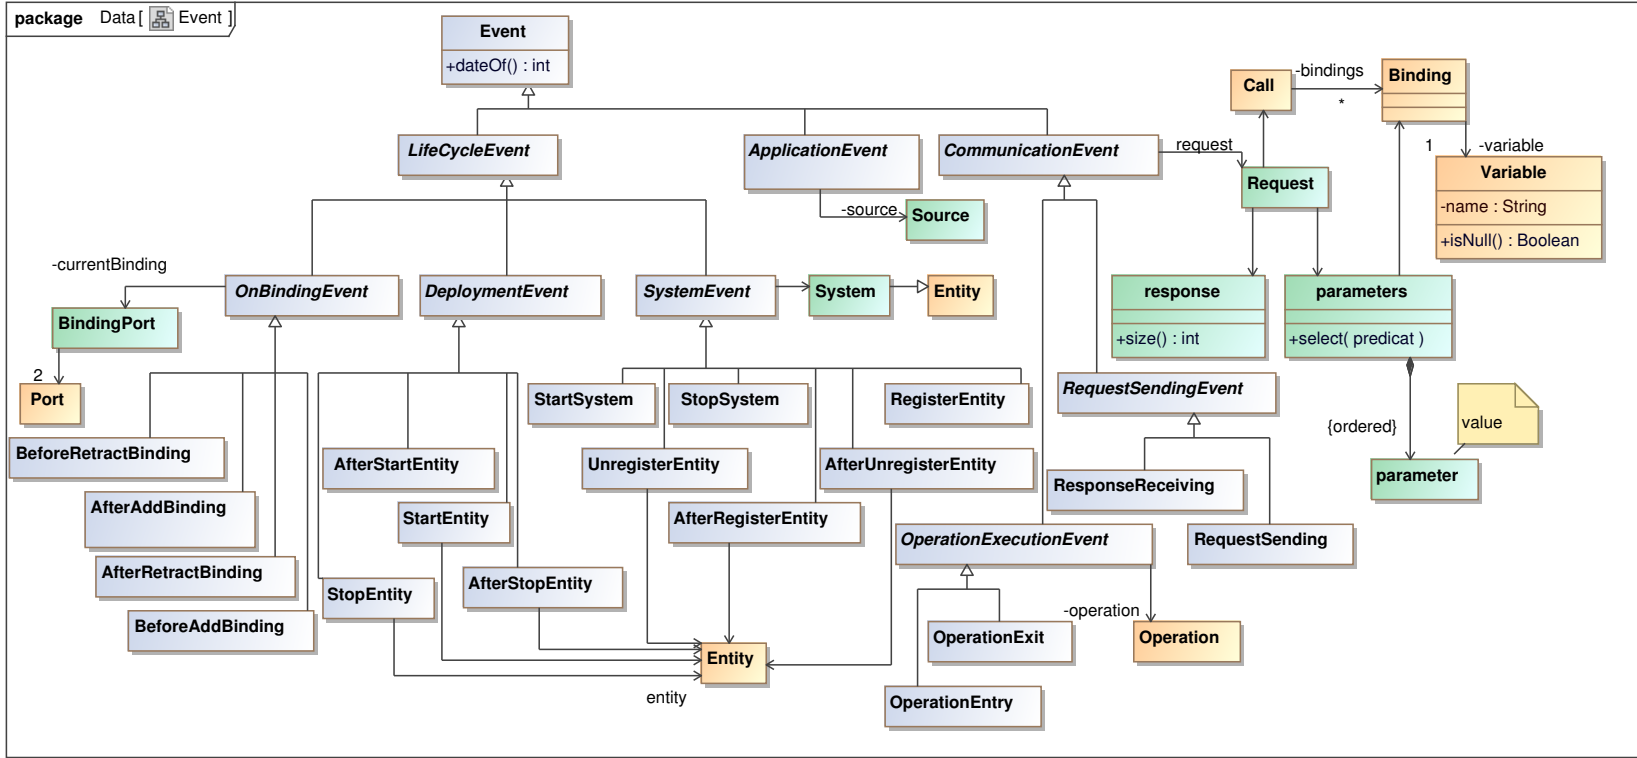 package Data [ Event ]
Event
+dateOf() : int
LifeCycleEvent
ApplicationEvent
CommunicationEvent
request
-source
Source
Call
-bindings
*
Binding
1
-variable
Variable
-name : String
+isNull() : Boolean
Request
-currentBinding
BindingPort
2
Port
OnBindingEvent
DeploymentEvent
SystemEvent
System
Entity
response
+size() : int
parameters
+select( predicat )
{ordered}
value
parameter
BeforeRetractBinding
AfterAddBinding
AfterRetractBinding
BeforeAddBinding
AfterStartEntity
StartEntity
StopEntity
AfterStopEntity
StartSystem
StopSystem
RegisterEntity
UnregisterEntity
AfterUnregisterEntity
AfterRegisterEntity
Entity
entity
RequestSendingEvent
ResponseReceiving
RequestSending
OperationExecutionEvent
-operation
OperationExit
Operation
OperationEntry